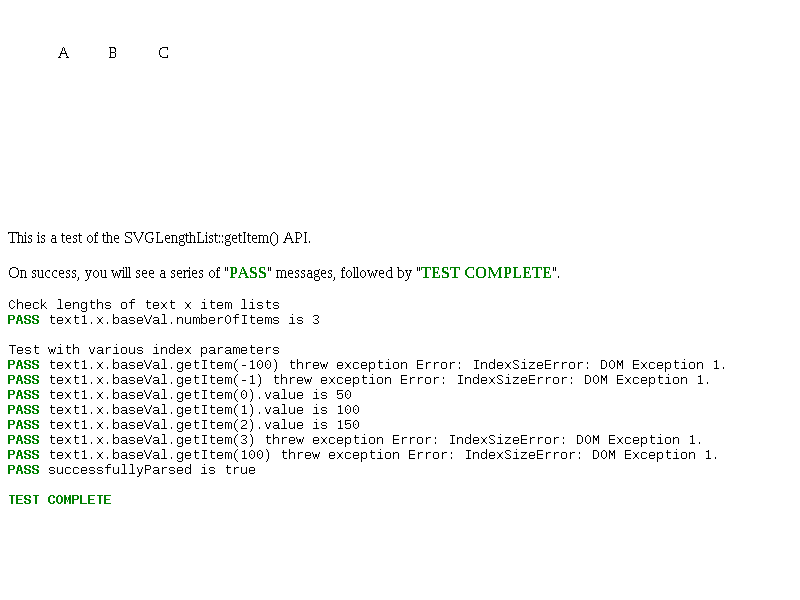 A B C
This is a test of the SVGLengthList::getItem() API.
On success, you will see a series of "PASS" messages, followed by "TEST COMPLETE".
Check lengths of text x item lists
PASS text1.x.baseVal.numberOfItems is 3
Test with various index parameters
PASS text1.x.baseVal.getItem(-100) threw exception Error: IndexSizeError: DOM Exception 1.
PASS text1.x.baseVal.getItem(-1) threw exception Error: IndexSizeError: DOM Exception 1.
PASS text1.x.baseVal.getItem(0).value is 50
PASS text1.x.baseVal.getItem(1).value is 100
PASS text1.x.baseVal.getItem(2).value is 150
PASS text1.x.baseVal.getItem(3) threw exception Error: IndexSizeError: DOM Exception 1.
PASS text1.x.baseVal.getItem(100) threw exception Error: IndexSizeError: DOM Exception 1.
PASS successfullyParsed is true
TEST COMPLETE